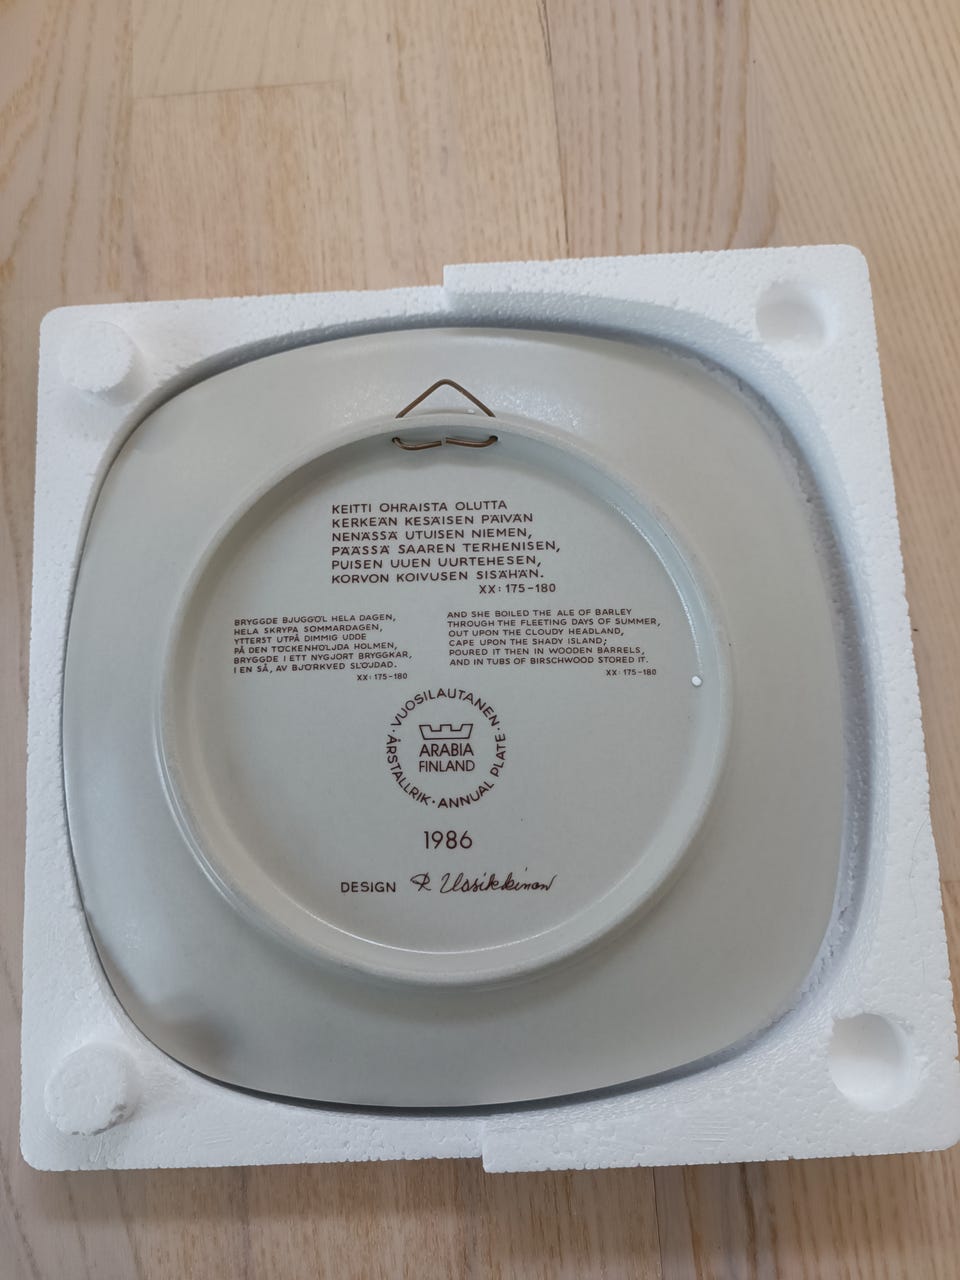 KEITTI OHRAISTA OLUTTA
KERKEÄN KESÄISEN PÄIVÄN
NENÄSSÄ UTUISEN NIEMEN,
PÄÄSSÄ SAAREN TERHENISEN,
PUISEN UUEN UURTEHESEN,
KORVON KOIVUSEN SISÄHÄN.
XX: 175-180
BRYGGDE BJUGGÖL HELA DAGEN,
HELA SKRYPA SOMMARDAGEN,
YTTERST UTPÅ DIMMIG UDDE
PÅ DEN TÖCKENHÖLJDA HOLMEN,
BRYGGDE I ETT NYGJORT BRYGGKAR,
I EN SÅ, AV BJÖRKVED SLÖJDAD.
XX: 175-180
AND SHE BOILED THE ALE OF BARLEY
THROUGH THE FLEETING DAYS OF SUMMER,
OUT UPON THE CLOUDY HEADLAND,
CAPE UPON THE SHADY ISLAND;
POURED IT THEN IN WOODEN BARRELS,
AND IN TUBS OF BIRSCHWOOD STORED IT.
XX: 175-180
· VUOSILAUTANEN · ANNUAL PLATE · ÅRSTALLRIK
ARABIA
FINLAND
1986
DESIGN R. Uosikkinen